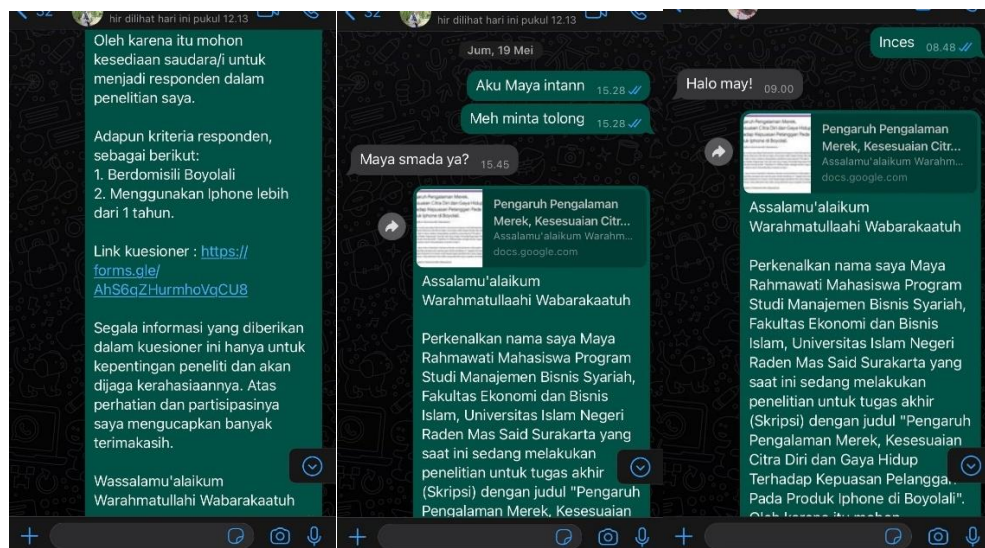 32
hir dilihat hari ini pukul 12.13
Oleh karena itu mohon
kesediaan saudara/i untuk
menjadi responden dalam
penelitian saya.
Adapun kriteria responden,
sebagai berikut:
1. Berdomisili Boyolali
2. Menggunakan Iphone lebih
dari 1 tahun.
Link kuesioner : https://
forms.gle/
AhS6qZHurmhoVqCU8
Segala informasi yang diberikan
dalam kuesioner ini hanya untuk
kepentingan peneliti dan akan
dijaga kerahasiaannya. Atas
perhatian dan partisipasinya
saya mengucapkan banyak
terimakasih.
Wassalamu'alaikum
Warahmatullahi Wabarakaatuh
32
hir dilihat hari ini pukul 12.13
Jum, 19 Mei
Aku Maya intann 15.28
Meh minta tolong 15.28
Maya smada ya? 15.45
Pengaruh Pengalaman
Merek, Kesesuaian Citr...
Assalamu'alaikum Warahm...
docs.google.com
Assalamu'alaikum
Warahmatullaahi Wabarakaatuh
Perkenalkan nama saya Maya
Rahmawati Mahasiswa Program
Studi Manajemen Bisnis Syariah,
Fakultas Ekonomi dan Bisnis
Islam, Universitas Islam Negeri
Raden Mas Said Surakarta yang
saat ini sedang melakukan
penelitian untuk tugas akhir
(Skripsi) dengan judul "Pengaruh
Pengalaman Merek, Kesesuaian
Inces 08.48
Halo may! 09.00
Pengaruh Pengalaman
Merek, Kesesuaian Citr...
Assalamu'alaikum Warahm...
docs.google.com
Assalamu'alaikum
Warahmatullaahi Wabarakaatuh
Perkenalkan nama saya Maya
Rahmawati Mahasiswa Program
Studi Manajemen Bisnis Syariah,
Fakultas Ekonomi dan Bisnis
Islam, Universitas Islam Negeri
Raden Mas Said Surakarta yang
saat ini sedang melakukan
penelitian untuk tugas akhir
(Skripsi) dengan judul "Pengaruh
Pengalaman Merek, Kesesuaian
Citra Diri dan Gaya Hidup
Terhadap Kepuasan Pelanggan
Pada Produk Iphone di Boyolali".
Oleh karena itu mohon